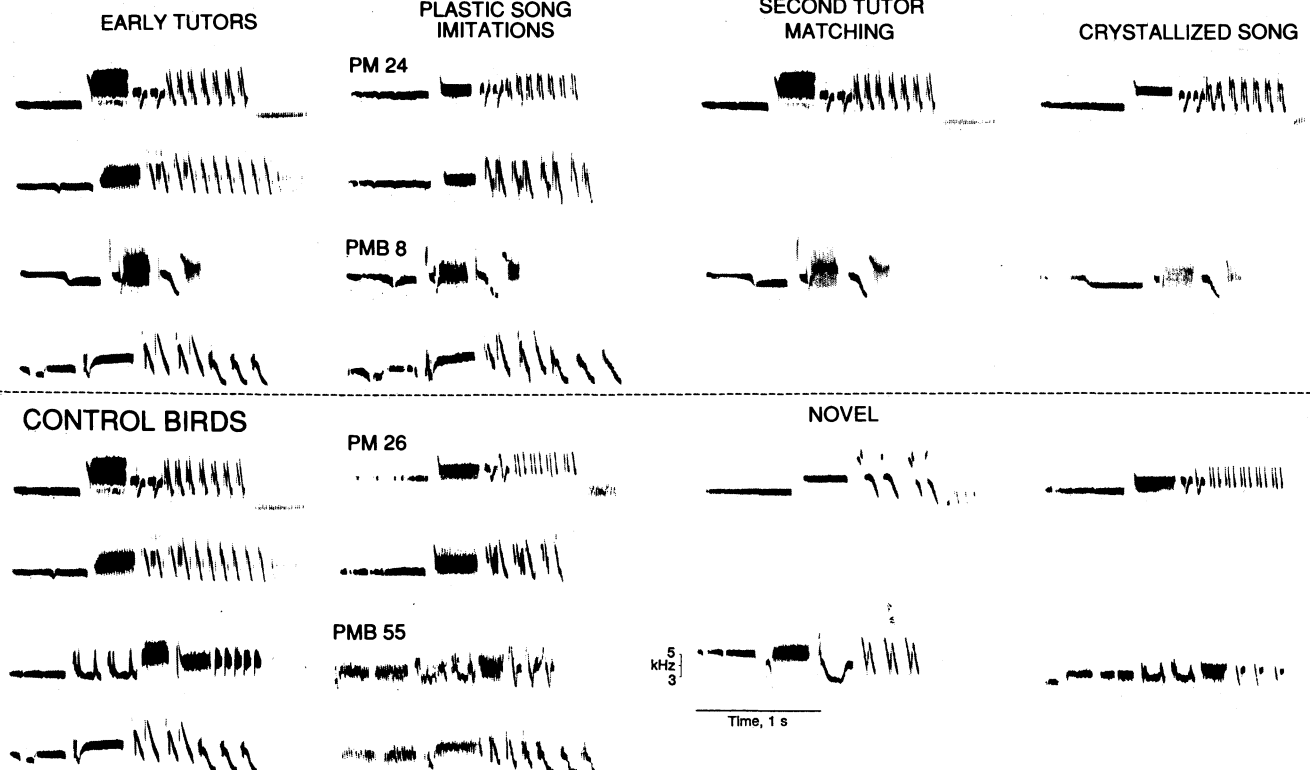 EARLY TUTORS
PLASTIC SONG
IMITATIONS
SECOND TUTOR
MATCHING
CRYSTALLIZED SONG
PM 24
PMB 8
CONTROL BIRDS
NOVEL
PM 26
PMB 55
5
kHz
3
Time, 1 s